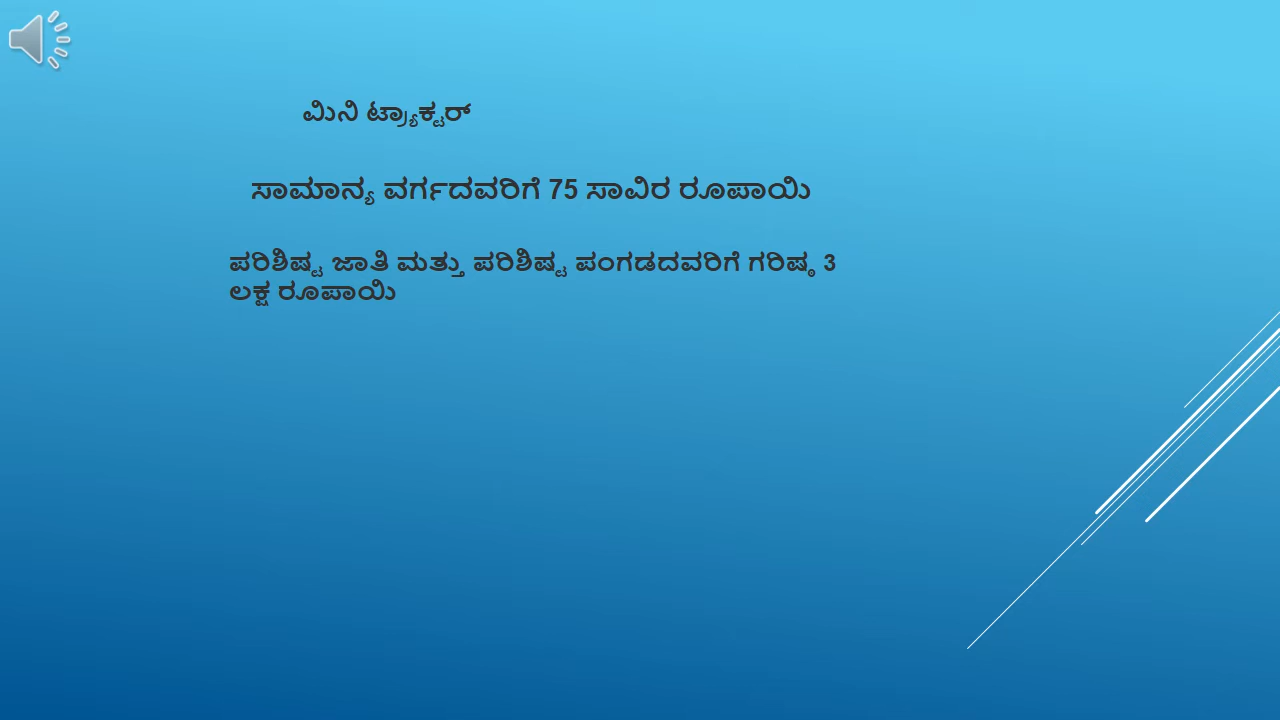 ಮಿನಿ ಟ್ರ್ಯಾಕ್ಟರ್
ಸಾಮಾನ್ಯ ವರ್ಗದವರಿಗೆ 75 ಸಾವಿರ ರೂಪಾಯಿ
ಪರಿಶಿಷ್ಟ ಜಾತಿ ಮತ್ತು ಪರಿಶಿಷ್ಟ ಪಂಗಡದವರಿಗೆ ಗರಿಷ್ಠ 3
ಲಕ್ಷ ರೂಪಾಯಿ